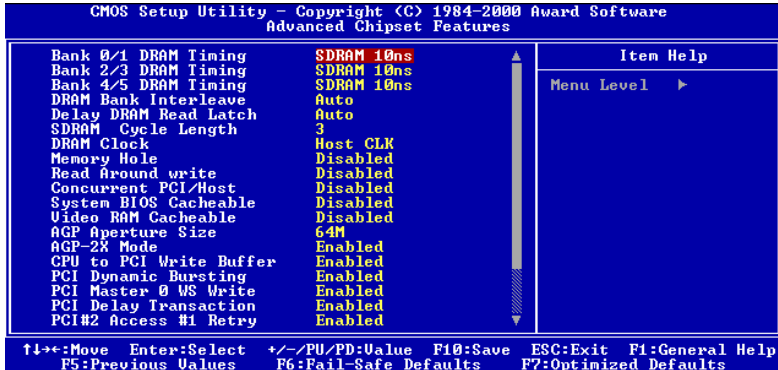 CMOS Setup Utility – Copyright (C) 1984-2000 Award Software
Advanced Chipset Features
Bank 0/1 DRAM Timing SDRAM 10ns
Bank 2/3 DRAM Timing SDRAM 10ns
Bank 4/5 DRAM Timing SDRAM 10ns
DRAM Bank Interleave Auto
Delay DRAM Read Latch Auto
SDRAM Cycle Length 3
DRAM Clock Host CLK
Memory Hole Disabled
Read Around write Disabled
Concurrent PCI/Host Disabled
System BIOS Cacheable Disabled
Video RAM Cacheable Disabled
AGP Aperture Size 64M
AGP-2X Mode Enabled
CPU to PCI Write Buffer Enabled
PCI Dynamic Bursting Enabled
PCI Master 0 WS Write Enabled
PCI Delay Transaction Enabled
PCI#2 Access #1 Retry Enabled
Item Help
Menu Level ►
↑↓→←:Move Enter:Select +/-/PU/PD:Value F10:Save ESC:Exit F1:General Help
F5:Previous Values F6:Fail-Safe Defaults F7:Optimized Defaults